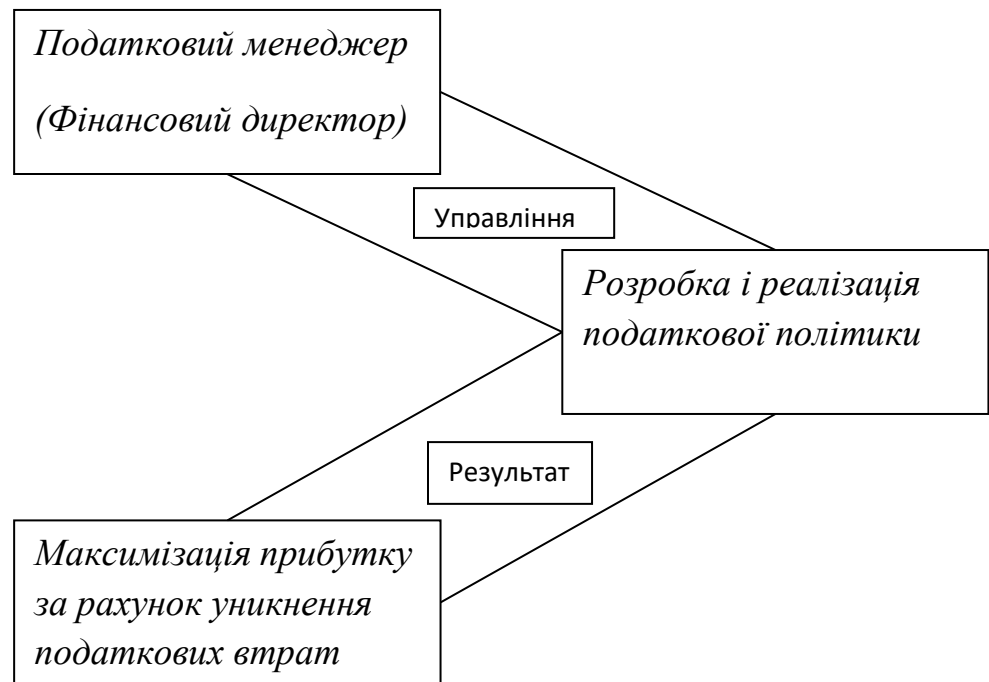 Податковий менеджер
(Фінансовий директор)
Управління
Розробка і реалізація
податкової політики
Результат
Максимізація прибутку
за рахунок уникнення
податкових втрат